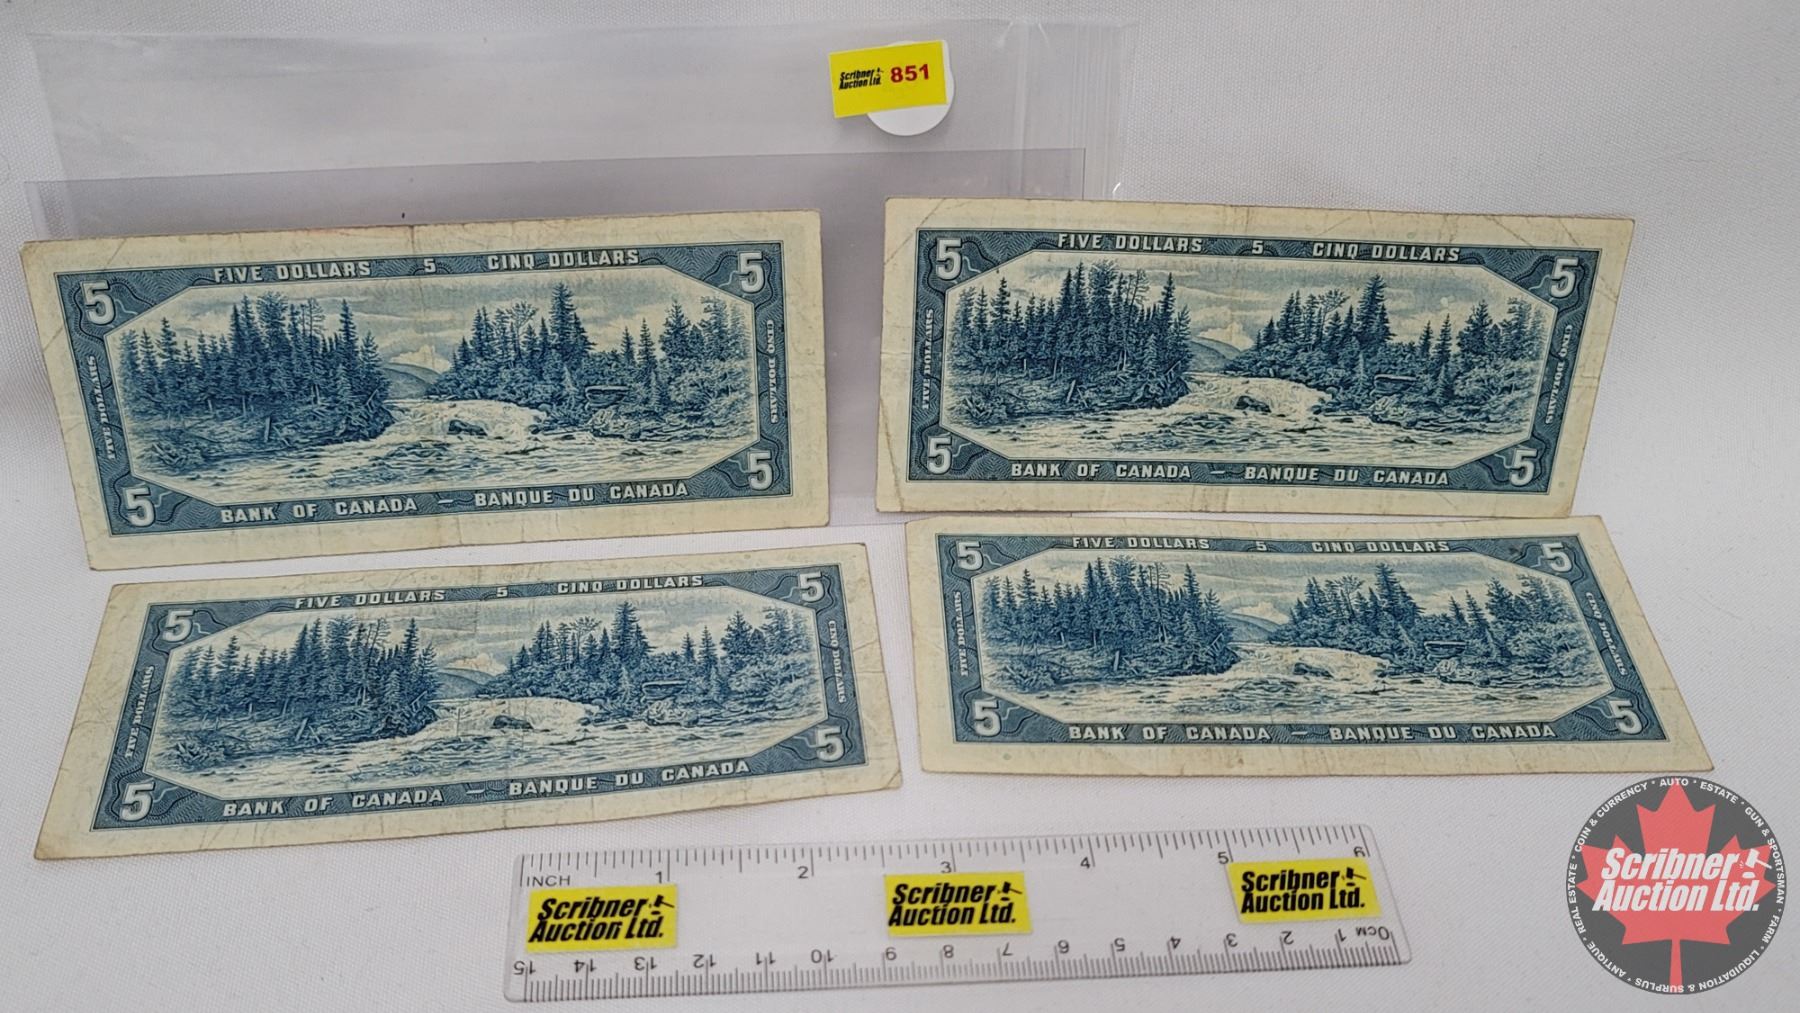 Scribner
Auction Ltd. 851
FIVE DOLLARS 5 CINQ DOLLARS
5 5
FIVE DOLLARS CINQ DOLLARS
5 5
BANK OF CANADA – BANQUE DU CANADA
FIVE DOLLARS 5 CINQ DOLLARS
5 5
FIVE DOLLARS CINQ DOLLARS
5 5
BANK OF CANADA – BANQUE DU CANADA
FIVE DOLLARS 5 CINQ DOLLARS
5 5
FIVE DOLLARS CINQ DOLLARS
5 5
BANK OF CANADA – BANQUE DU CANADA
FIVE DOLLARS 5 CINQ DOLLARS
5 5
FIVE DOLLARS CINQ DOLLARS
5 5
BANK OF CANADA – BANQUE DU CANADA
INCH 1 2 3 4 5 6
Scribner
Auction Ltd.
Scribner
Auction Ltd.
Scribner
Auction Ltd.
15 14 13 12 11 10 9 8 7 6 5 4 3 2 1 0CM
ANTIQUE * REAL ESTATE * COIN & CURRENCY * AUTO * ESTATE * GUN & SPORTSMAN * FARM * LIQUIDATION & SURPLUS *
Scribner
Auction Ltd.